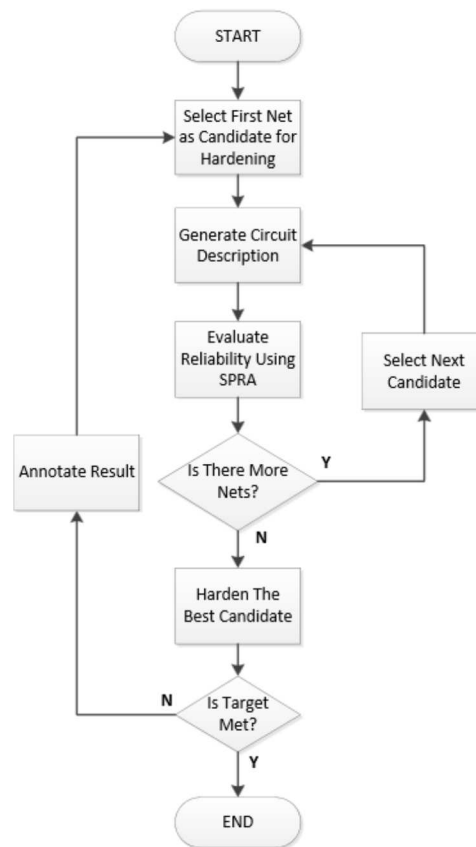 START
Select First Net
as Candidate for
Hardening
Generate Circuit
Description
Evaluate
Reliability Using
SPRA
Select Next
Candidate
Annotate Result
Is There More
Nets?
Y
N
Harden The
Best Candidate
Is Target
Met?
N
Y
END